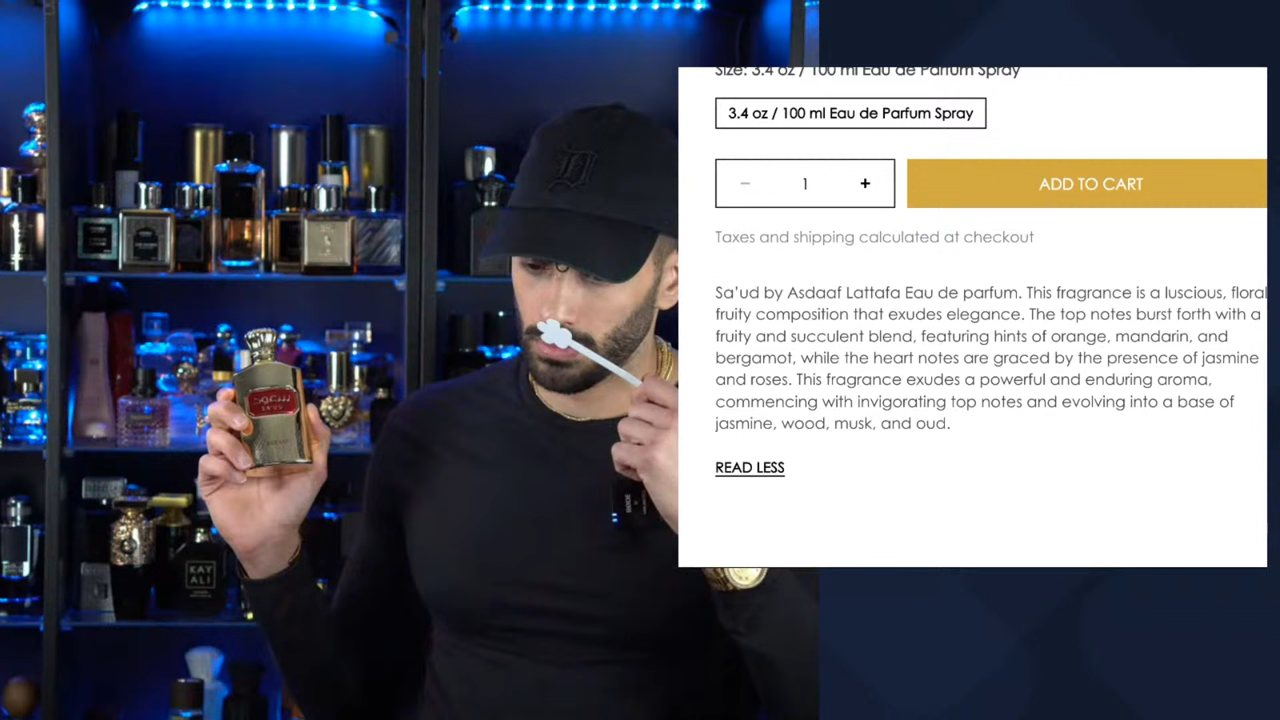 Size: 3.4 oz / 100 ml Eau de Parfum Spray
3.4 oz / 100 ml Eau de Parfum Spray
1
ADD TO CART
Taxes and shipping calculated at checkout
Sa'ud by Asdaaf Lattafa Eau de parfum. This fragrance is a luscious, floral
fruity composition that exudes elegance. The top notes burst forth with a
fruity and succulent blend, featuring hints of orange, mandarin, and
bergamot, while the heart notes are graced by the presence of jasmine
and roses. This fragrance exudes a powerful and enduring aroma,
commencing with invigorating top notes and evolving into a base of
jasmine, wood, musk, and oud.
READ LESS
سعود
SA'UD
KAY
ALI
D